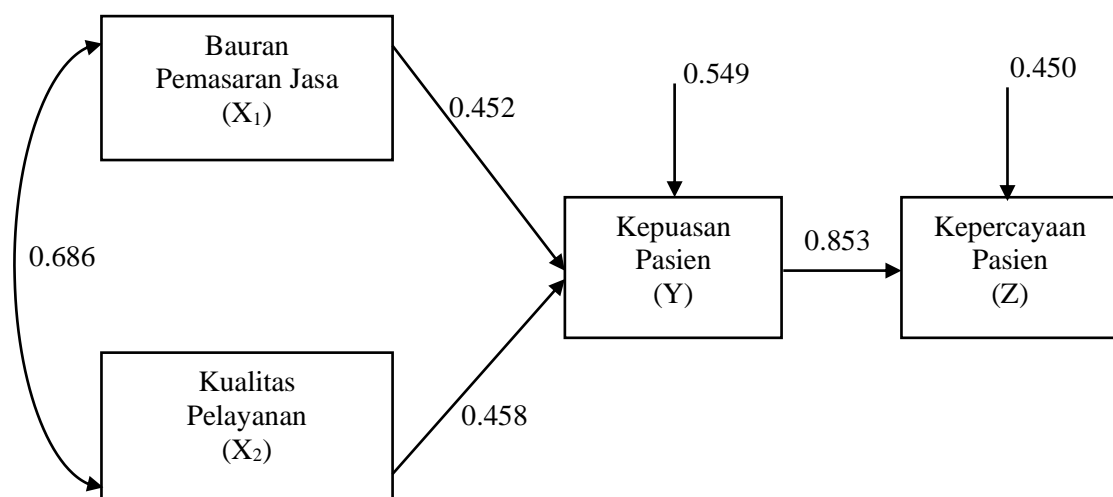 Bauran
Pemasaran Jasa
(X₁)
0.549
0.450
0.452
0.686
Kepuasan
Pasien
(Y)
0.853
Kepercayaan
Pasien
(Z)
Kualitas
Pelayanan
(X₂)
0.458